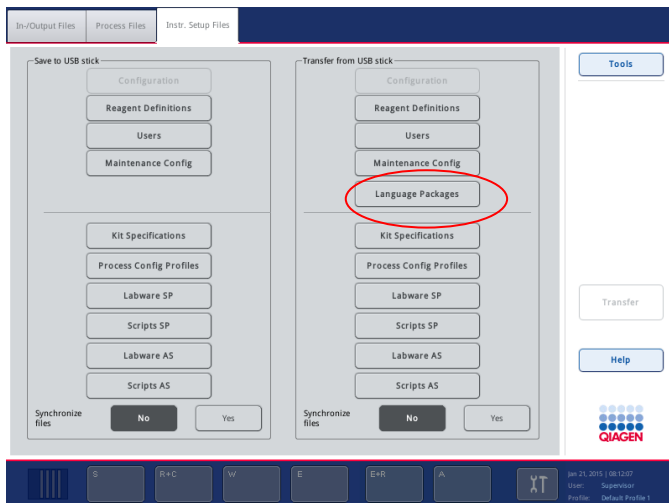 In-/Output Files Process Files Instr. Setup Files
Save to USB stick
Configuration
Reagent Definitions
Users
Maintenance Config
Kit Specifications
Process Config Profiles
Labware SP
Scripts SP
Labware AS
Scripts AS
Synchronize
files
No Yes
Transfer from USB stick
Configuration
Reagent Definitions
Users
Maintenance Config
Language Packages
Kit Specifications
Process Config Profiles
Labware SP
Scripts SP
Labware AS
Scripts AS
Synchronize
files
No Yes
Tools
Transfer
Help
QIAGEN
S R+C W E E+R A
Jan 21, 2015 | 08:12:07
User: Supervisor
Profile: Default Profile 1